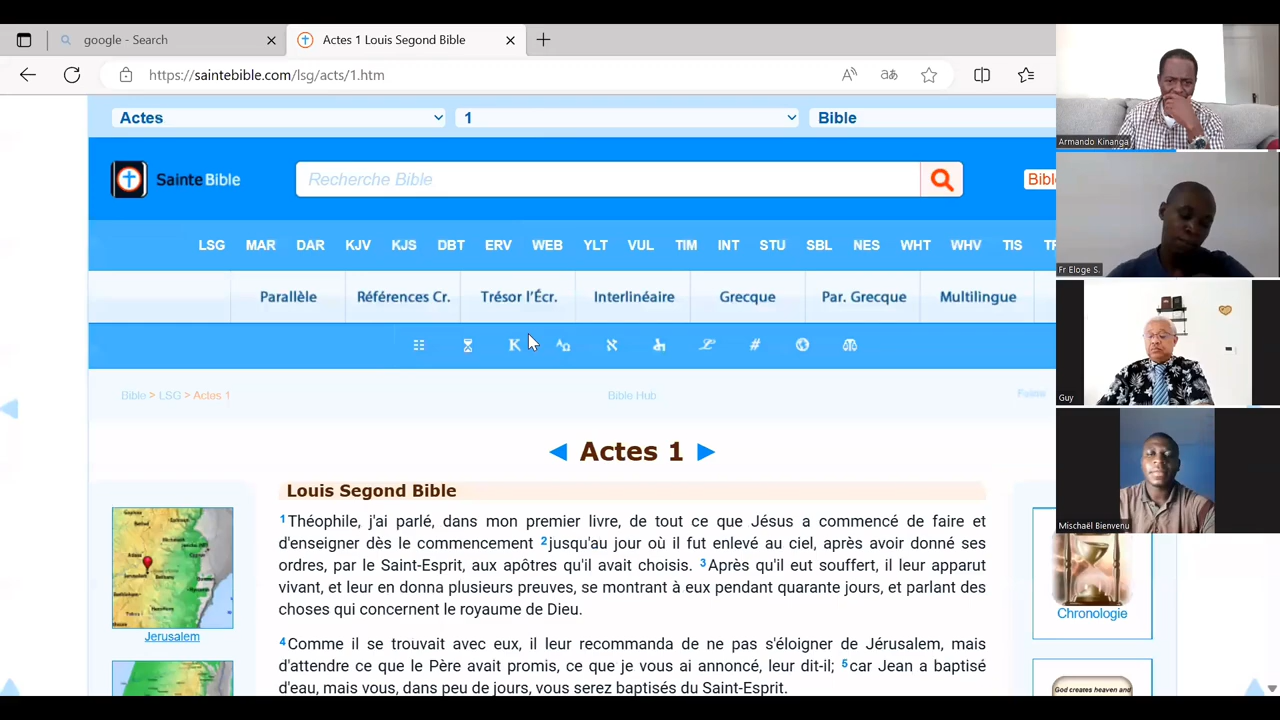 google - Search
Actes 1 Louis Segond Bible
https://saintebible.com/lsg/acts/1.htm
Actes 1 Bible
Sainte Bible
Recherche Bible
LSG MAR DAR KJV KJS DBT ERV WEB YLT VUL TIM INT STU SBL NES WHT WHV TIS
Parallèle Références Cr. Trésor l'Écr. Interlinéaire Grecque Par. Grecque Multilingue
Bible > LSG > Actes 1
Bible Hub
◄ Actes 1 ►
Louis Segond Bible
1Théophile, j'ai parlé, dans mon premier livre, de tout ce que Jésus a commencé de faire et
d'enseigner dès le commencement 2jusqu'au jour où il fut enlevé au ciel, après avoir donné ses
ordres, par le Saint-Esprit, aux apôtres qu'il avait choisis. 3Après qu'il eut souffert, il leur apparut
vivant, et leur en donna plusieurs preuves, se montrant à eux pendant quarante jours, et parlant des
choses qui concernent le royaume de Dieu.
4Comme il se trouvait avec eux, il leur recommanda de ne pas s'éloigner de Jérusalem, mais
d'attendre ce que le Père avait promis, ce que je vous ai annoncé, leur dit-il; 5car Jean a baptisé
d'eau, mais vous, dans peu de jours, vous serez baptisés du Saint-Esprit.
Jerusalem
Chronologie
God creates heaven and
Armando Kinanga
Fr Eloge S.
Guy
Mischaël Bienvenu